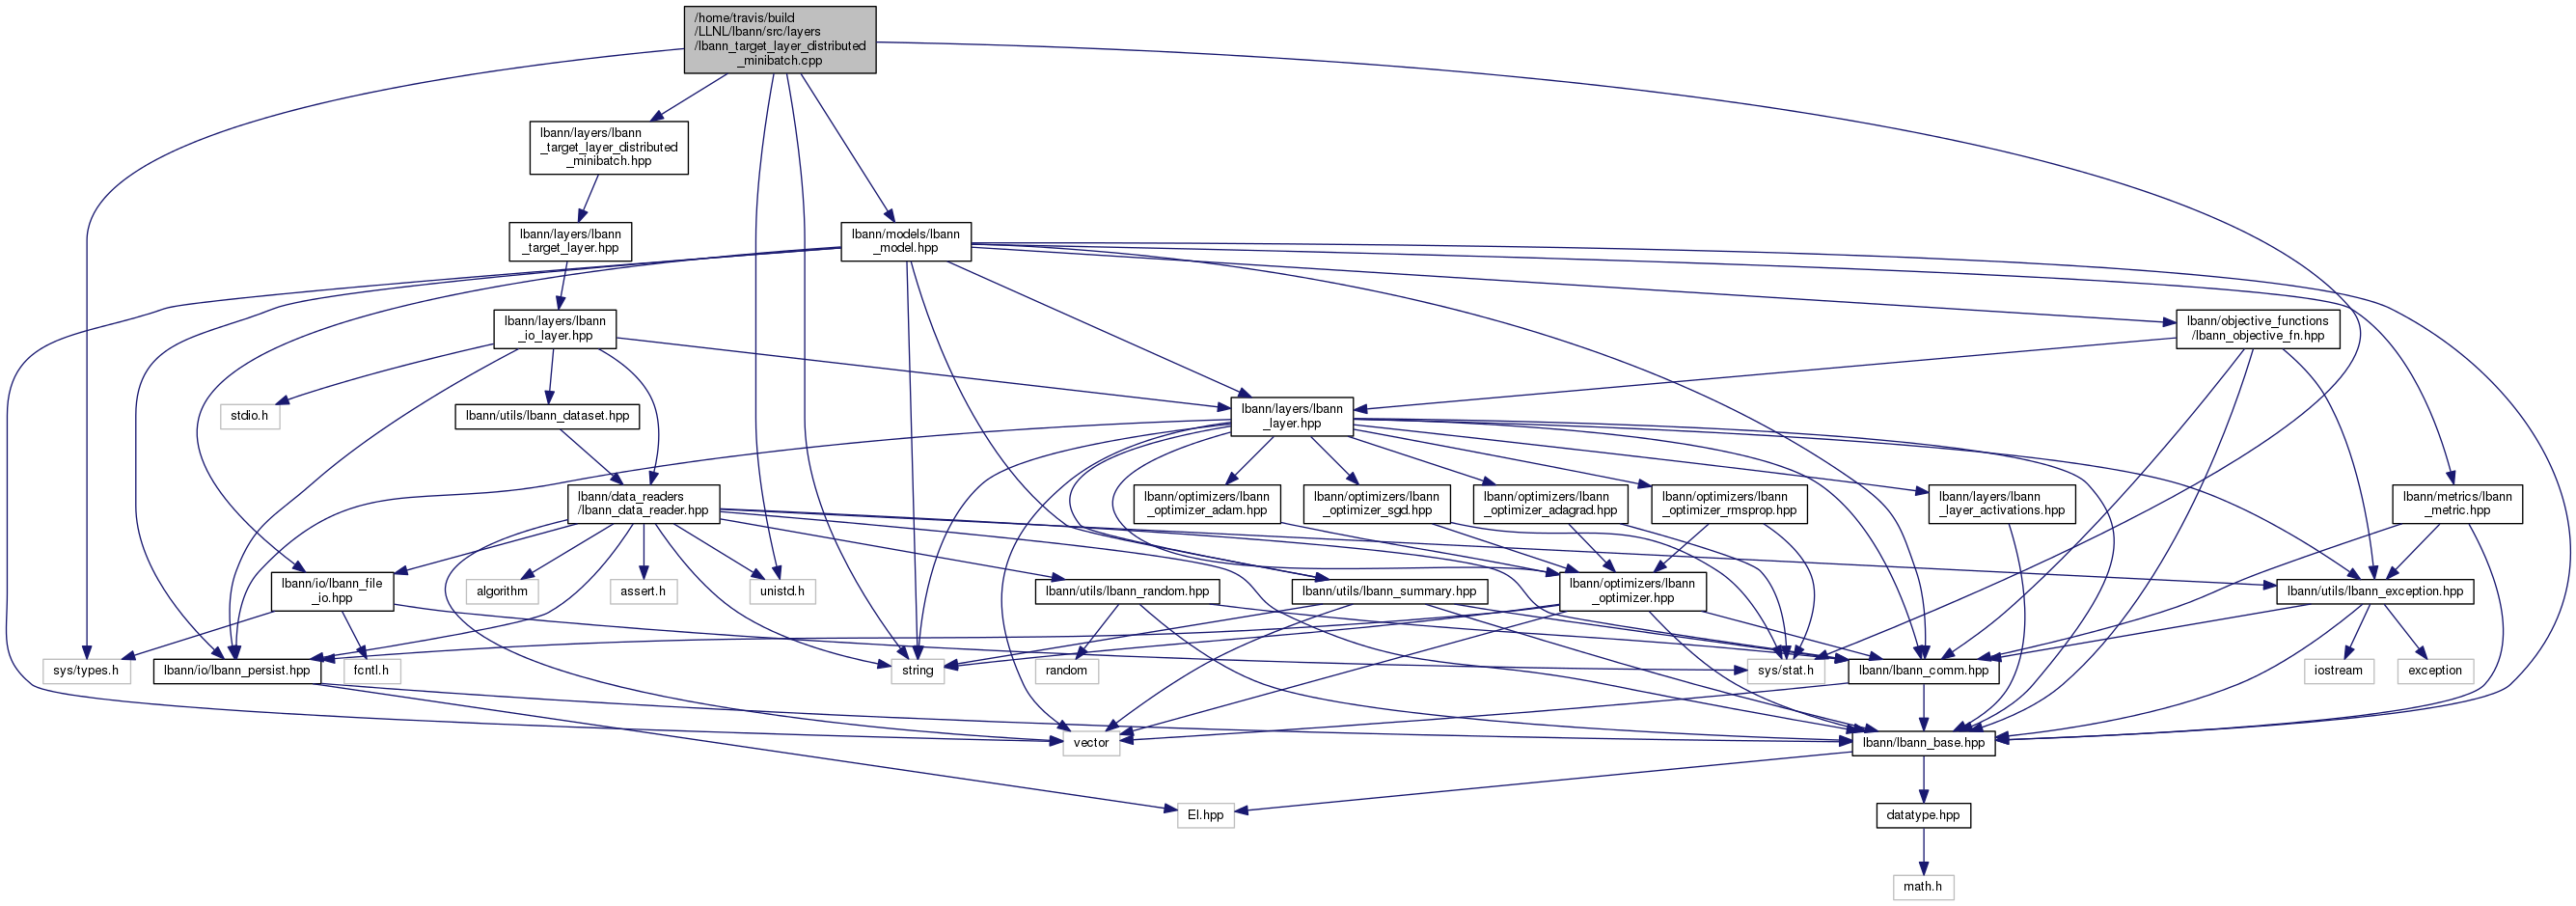 /home/travis/build
/LLNL/lbann/src/layers
/lbann_target_layer_distributed
_minibatch.cpp
lbann/layers/lbann
_target_layer_distributed
_minibatch.hpp
lbann/layers/lbann
_target_layer.hpp
lbann/models/lbann
_model.hpp
lbann/layers/lbann
_io_layer.hpp
lbann/objective_functions
/lbann_objective_fn.hpp
stdio.h
lbann/utils/lbann_dataset.hpp
lbann/layers/lbann
_layer.hpp
lbann/data_readers
/lbann_data_reader.hpp
lbann/optimizers/lbann
_optimizer_adam.hpp
lbann/optimizers/lbann
_optimizer_sgd.hpp
lbann/optimizers/lbann
_optimizer_adagrad.hpp
lbann/optimizers/lbann
_optimizer_rmsprop.hpp
lbann/layers/lbann
_layer_activations.hpp
lbann/metrics/lbann
_metric.hpp
lbann/io/lbann_file
_io.hpp
algorithm
assert.h
unistd.h
lbann/utils/lbann_random.hpp
lbann/utils/lbann_summary.hpp
lbann/optimizers/lbann
_optimizer.hpp
lbann/utils/lbann_exception.hpp
sys/types.h
lbann/io/lbann_persist.hpp
fcntl.h
string
random
sys/stat.h
lbann/lbann_comm.hpp
iostream
exception
vector
lbann/lbann_base.hpp
El.hpp
datatype.hpp
math.h